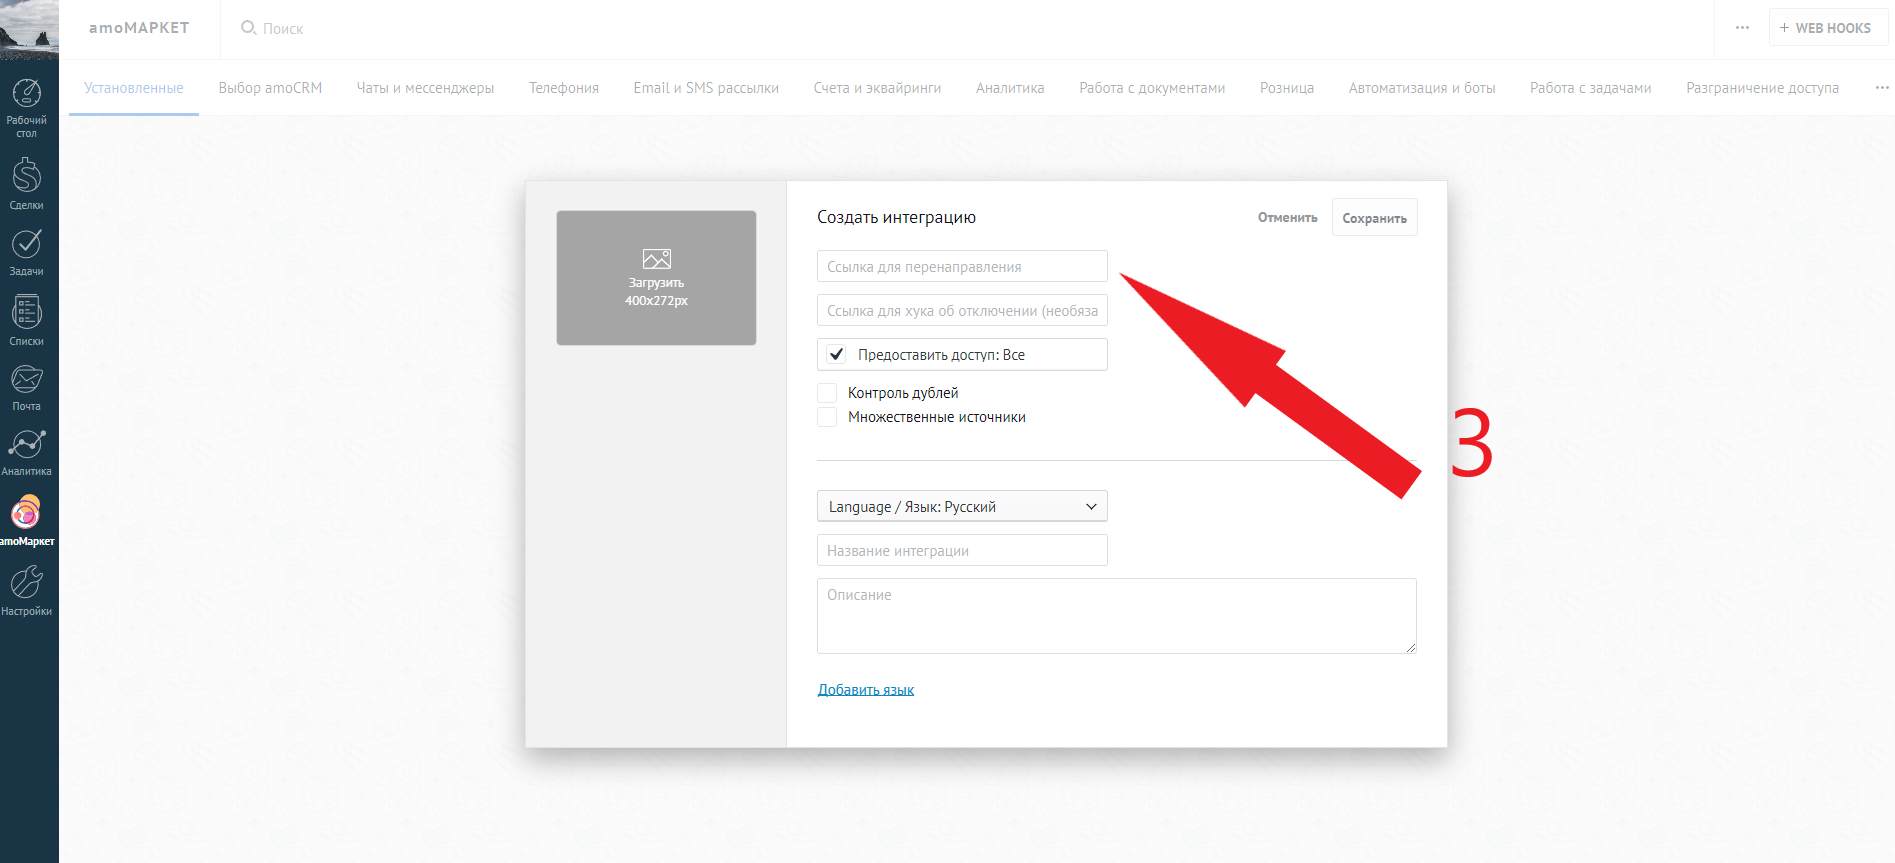 amoМАРКЕТ
Поиск
WEB HOOKS
Установленные
Выбор amoCRM
Чаты и мессенджеры
Телефония
Email и SMS рассылки
Счета и эквайринги
Аналитика
Работа с документами
Розница
Автоматизация и боты
Работа с задачами
Разграничение доступа
Рабочий
стол
Сделки
Задачи
Списки
Почта
Аналитика
amoМаркет
Настройки
Загрузить
400x272px
Создать интеграцию
Отменить
Сохранить
Ссылка для перенаправления
Ссылка для хука об отключении (необяза
Предоставить доступ: Все
Контроль дублей
Множественные источники
3
Language / Язык: Русский
Название интеграции
Описание
Добавить язык